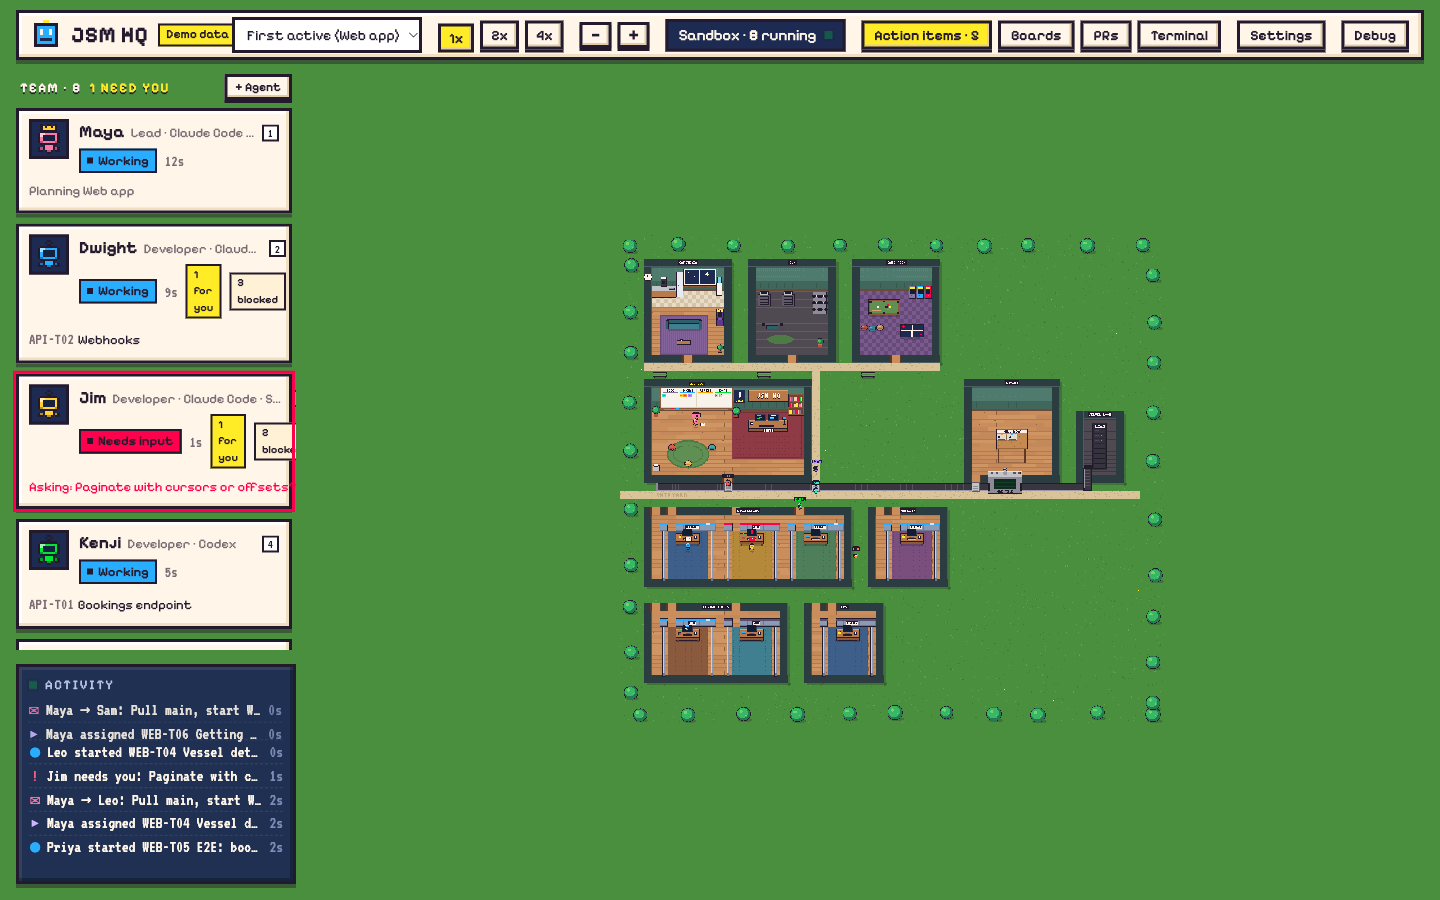 JSM HQ
Demo data
First active (Web app)
1x
2x
4x
-
+
Sandbox · 8 running
Action items · 5
Boards
PRs
Terminal
Settings
Debug
TEAM · 8 1 NEED YOU
+ Agent
Maya Lead · Claude Code ... 1
Working 12s
Planning Web app
Dwight Developer · Claud... 2
Working 9s
1 for you
3 blocked
API-T02 Webhooks
Jim Developer · Claude Code · S...
Needs input 1s
1 for you
2 block
Asking: Paginate with cursors or offsets
Kenji Developer · Codex 4
Working 5s
API-T01 Bookings endpoint
ACTIVITY
Maya → Sam: Pull main, start W… 0s
Maya assigned WEB-T06 Getting … 0s
Leo started WEB-T04 Vessel det… 0s
! Jim needs you: Paginate with c… 1s
Maya → Leo: Pull main, start W… 2s
Maya assigned WEB-T04 Vessel d… 2s
Priya started WEB-T05 E2E: boo… 2s
JSM HQ